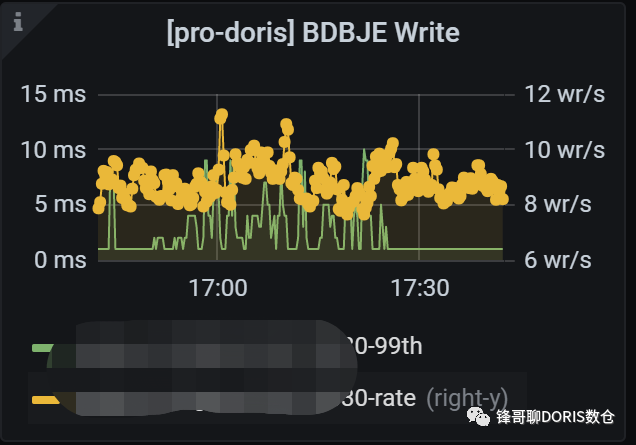 [pro-doris] BDBJE Write
15 ms
12 wr/s
10 ms
10 wr/s
5 ms
8 wr/s
0 ms
6 wr/s
17:00
17:30
0-99th
30-rate (right-y)
锋哥聊DORIS数仓